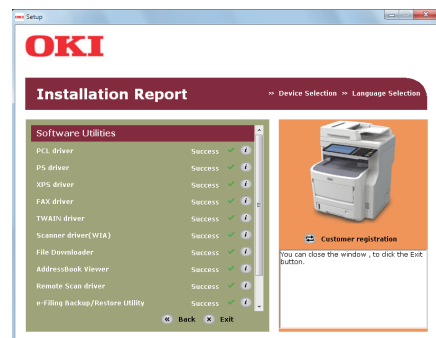 OKI Setup
OKI
Installation Report
» Device Selection » Language Selection
Software Utilities
PCL driver Success i
PS driver Success i
XPS driver Success i
FAX driver Success i
TWAIN driver Success i
Scanner driver(WIA) Success i
File Downloader Success i
AddressBook Viewer Success i
Remote Scan driver Success i
e-Filing Backup/Restore Utility Success i
« Back × Exit
Customer registration
You can close the window , to click the Exit
button.